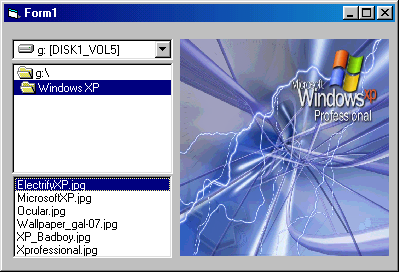 Form1
g: [DISK1_VOL5]
g:\
Windows XP
ElectrifyXP.jpg
MicrosoftXP.jpg
Ocular.jpg
Wallpaper_gal-07.jpg
XP_Badboy.jpg
Xprofessional.jpg
Microsoft
Windows xp
Professional